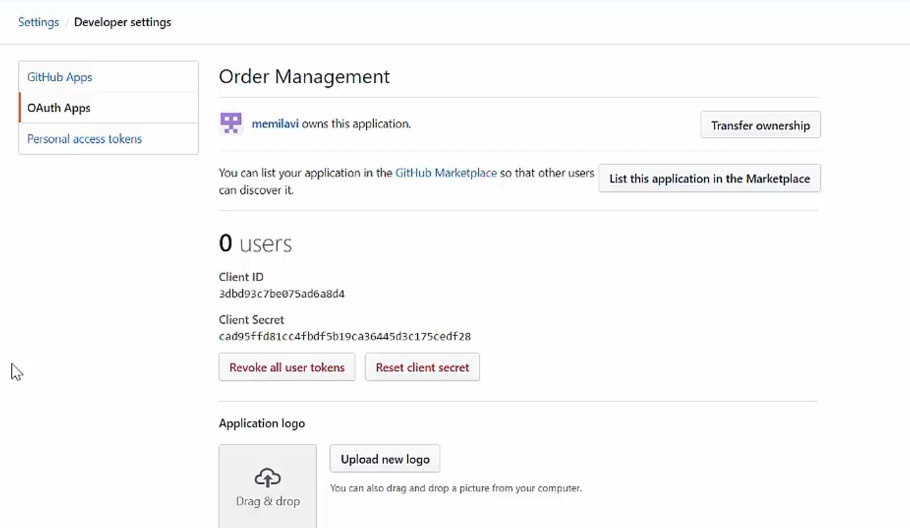 Settings / Developer settings
GitHub Apps
OAuth Apps
Personal access tokens
Order Management
memilavi owns this application.
Transfer ownership
You can list your application in the GitHub Marketplace so that other users
can discover it.
List this application in the Marketplace
0 users
Client ID
3dbd93c7be075ad6a8d4
Client Secret
cad95ffd81cc4fbdf5b19ca36445d3c175cedf28
Revoke all user tokens
Reset client secret
Application logo
Drag & drop
Upload new logo
You can also drag and drop a picture from your computer.